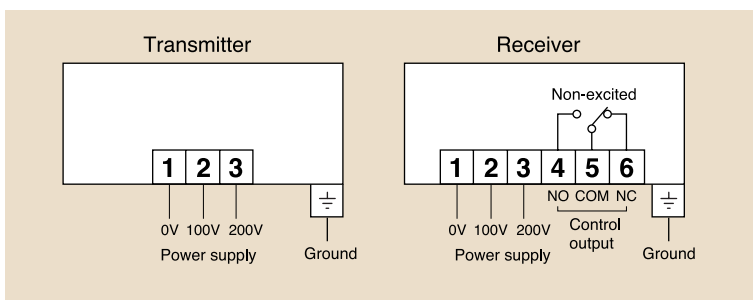 Transmitter
1 2 3
0V 100V 200V
Power supply
Ground
Receiver
Non-excited
1 2 3 4 5 6
NO COM NC
0V 100V 200V
Control
output
Power supply
Ground